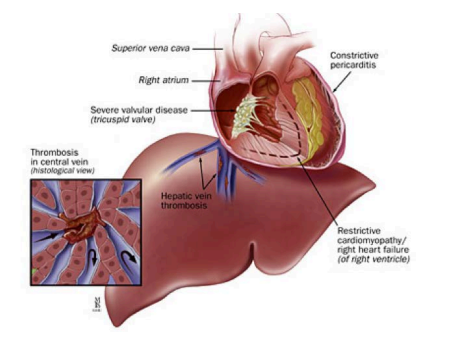 Superior vena cava
Constrictive
pericarditis
Right atrium
Severe valvular disease
(tricuspid valve)
Thrombosis
in central vein
(histological view)
Hepatic vein
thrombosis
Restrictive
cardiomyopathy/
right heart failure
(of right ventricle)